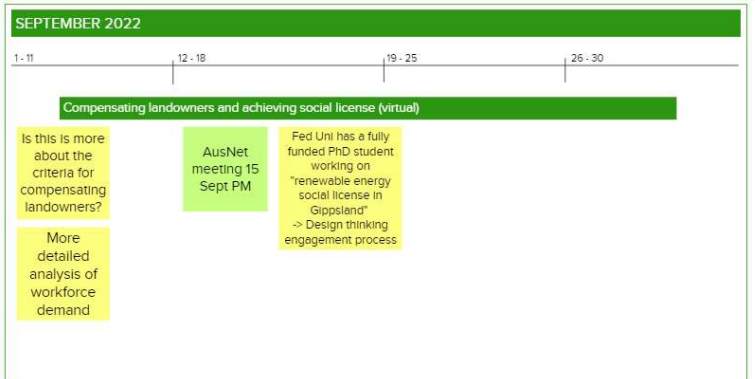 SEPTEMBER 2022
1 - 11
12 - 18
19 - 25
26 - 30
Compensating landowners and achieving social license (virtual)
Is this is more
about the
criteria for
compensating
landowners?
More
detailed
analysis of
workforce
demand
AusNet
meeting 15
Sept PM
Fed Uni has a fully
funded PhD student
working on
"renewable energy
social license in
Gippsland"
-> Design thinking
engagement process